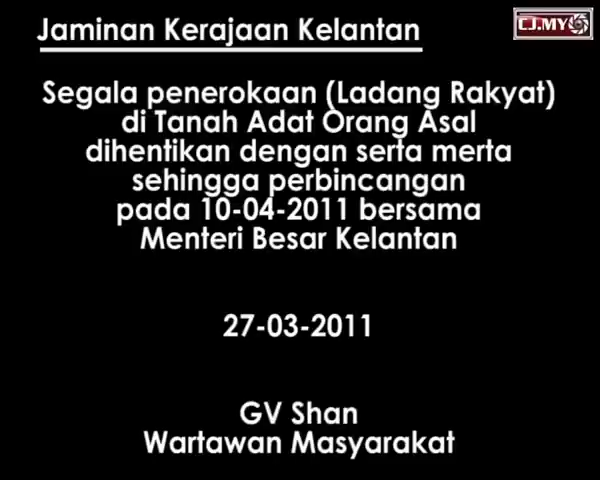 Jaminan Kerajaan Kelantan
CJ.MY
Segala penerokaan (Ladang Rakyat)
di Tanah Adat Orang Asal
dihentikan dengan serta merta
sehingga perbincangan
pada 10-04-2011 bersama
Menteri Besar Kelantan
27-03-2011
GV Shan
Wartawan Masyarakat